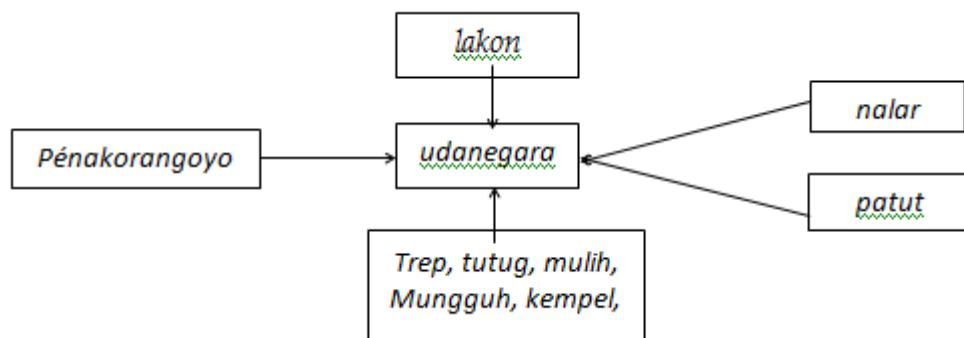 lakon
nalar
Pénakorangoyo
udanegara
patut
Trep, tutug, mulih,
Mungguh, kempel,